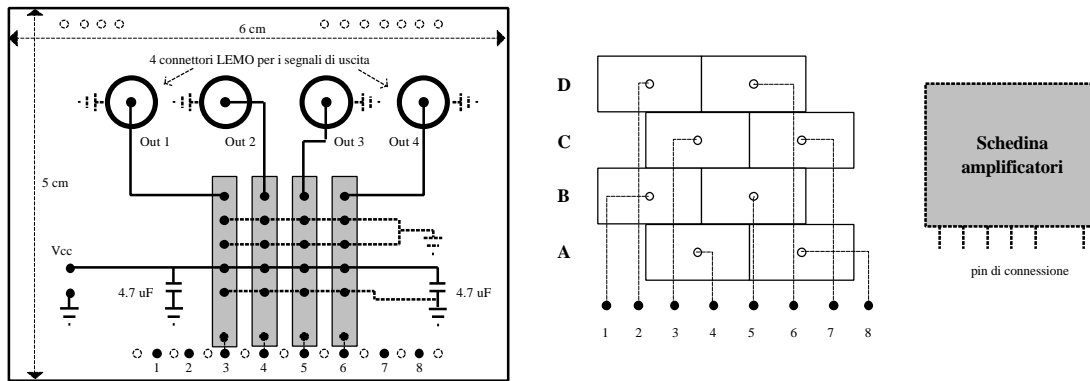 6 cm
4 connettori LEMO per i segnali di uscita
Out 1
Out 2
Out 3
Out 4
5 cm
Vcc
4.7 uF
4.7 uF
1 2 3 4 5 6 7 8
D
C
B
A
1 2 3 4 5 6 7 8
Schedina
amplificatori
pin di connessione